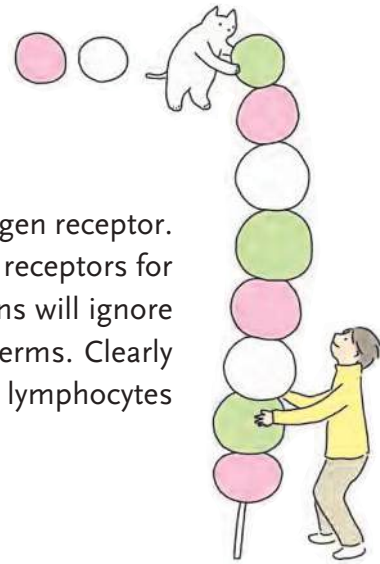 gen receptor.
receptors for
ns will ignore
erms. Clearly
lymphocytes